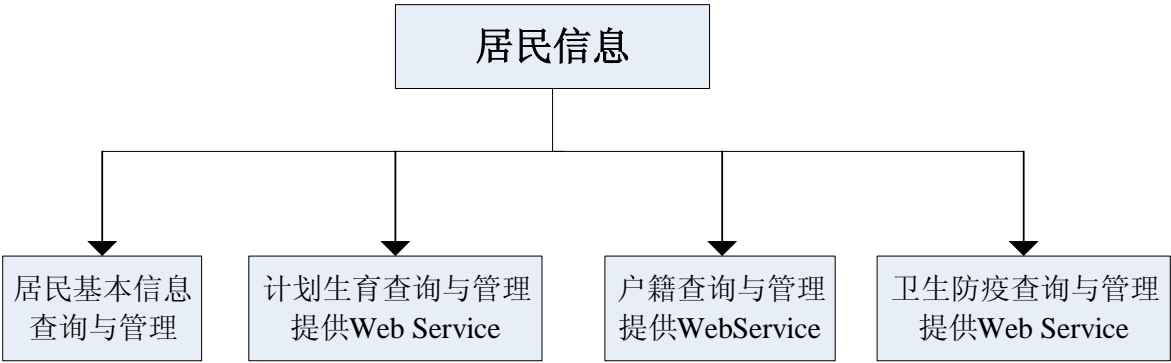 居民信息
居民基本信息
查询与管理
计划生育查询与管理
提供Web Service
户籍查询与管理
提供WebService
卫生防疫查询与管理
提供Web Service